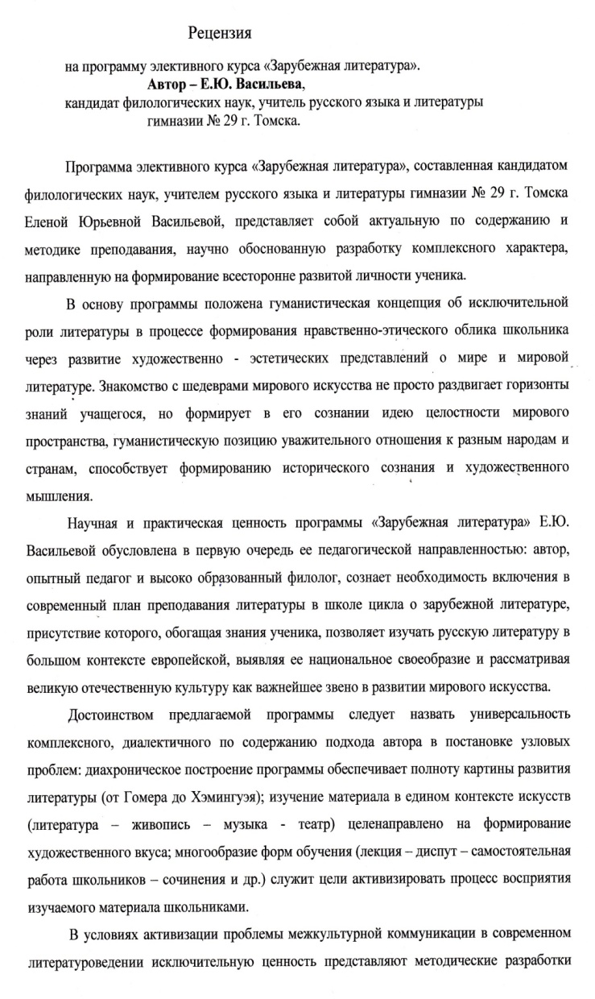 Рецензия
на программу элективного курса «Зарубежная литература».
Автор – Е.Ю. Васильева,
кандидат филологических наук, учитель русского языка и литературы
гимназии № 29 г. Томска.
Программа элективного курса «Зарубежная литература», составленная кандидатом
филологических наук, учителем русского языка и литературы гимназии № 29 г. Томска
Еленой Юрьевной Васильевой, представляет собой актуальную по содержанию и
методике преподавания, научно обоснованную разработку комплексного характера,
направленную на формирование всесторонне развитой личности ученика.
В основу программы положена гуманистическая концепция об исключительной
роли литературы в процессе формирования нравственно-этического облика школьника
через развитие художественно - эстетических представлений о мире и мировой
литературе. Знакомство с шедеврами мирового искусства не просто раздвигает горизонты
знаний учащегося, но формирует в его сознании идею целостности мирового
пространства, гуманистическую позицию уважительного отношения к разным народам и
странам, способствует формированию исторического сознания и художественного
мышления.
Научная и практическая ценность программы «Зарубежная литература» Е.Ю.
Васильевой обусловлена в первую очередь ее педагогической направленностью: автор,
опытный педагог и высоко образованный филолог, сознает необходимость включения в
современный план преподавания литературы в школе цикла о зарубежной литературе,
присутствие которого, обогащая знания ученика, позволяет изучать русскую литературу в
большом контексте европейской, выявляя ее национальное своеобразие и рассматривая
великую отечественную культуру как важнейшее звено в развитии мирового искусства.
Достоинством предлагаемой программы следует назвать универсальность
комплексного, диалектичного по содержанию подхода автора в постановке узловых
проблем: диахроническое построение программы обеспечивает полноту картины развития
литературы (от Гомера до Хэмингуэя); изучение материала в едином контексте искусств
(литература – живопись – музыка - театр) целенаправлено на формирование
художественного вкуса; многообразие форм обучения (лекция – диспут – самостоятельная
работа школьников – сочинения и др.) служит цели активизировать процесс восприятия
изучаемого материала школьниками.
В условиях активизации проблемы межкультурной коммуникации в современном
литературоведении исключительную ценность представляют методические разработки